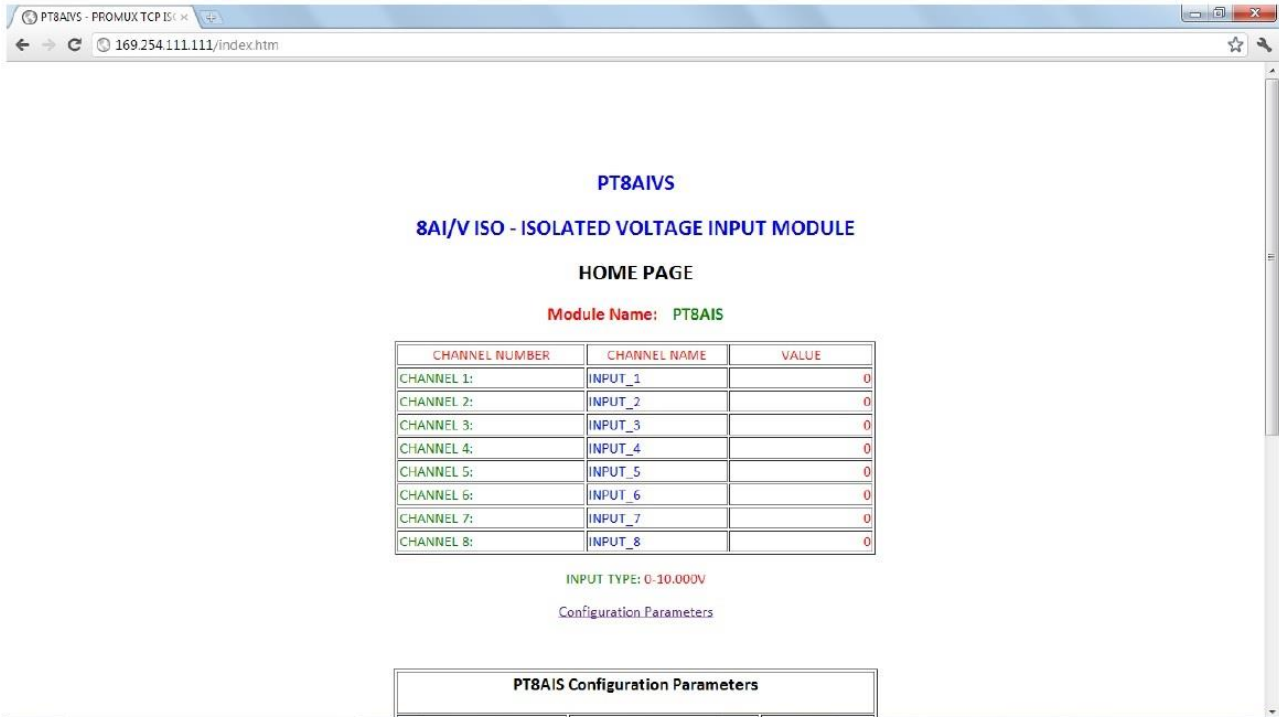 PT8AIVS - PROMUX TCP IS
169.254.111.111/index.htm
PT8AIVS
8AI/V ISO - ISOLATED VOLTAGE INPUT MODULE
HOME PAGE
Module Name: PT8AIS
CHANNEL NUMBER CHANNEL NAME VALUE
CHANNEL 1: INPUT_1 0
CHANNEL 2: INPUT_2 0
CHANNEL 3: INPUT_3 0
CHANNEL 4: INPUT_4 0
CHANNEL 5: INPUT_5 0
CHANNEL 6: INPUT_6 0
CHANNEL 7: INPUT_7 0
CHANNEL 8: INPUT_8 0
INPUT TYPE: 0-10.000V
Configuration Parameters
PT8AIS Configuration Parameters